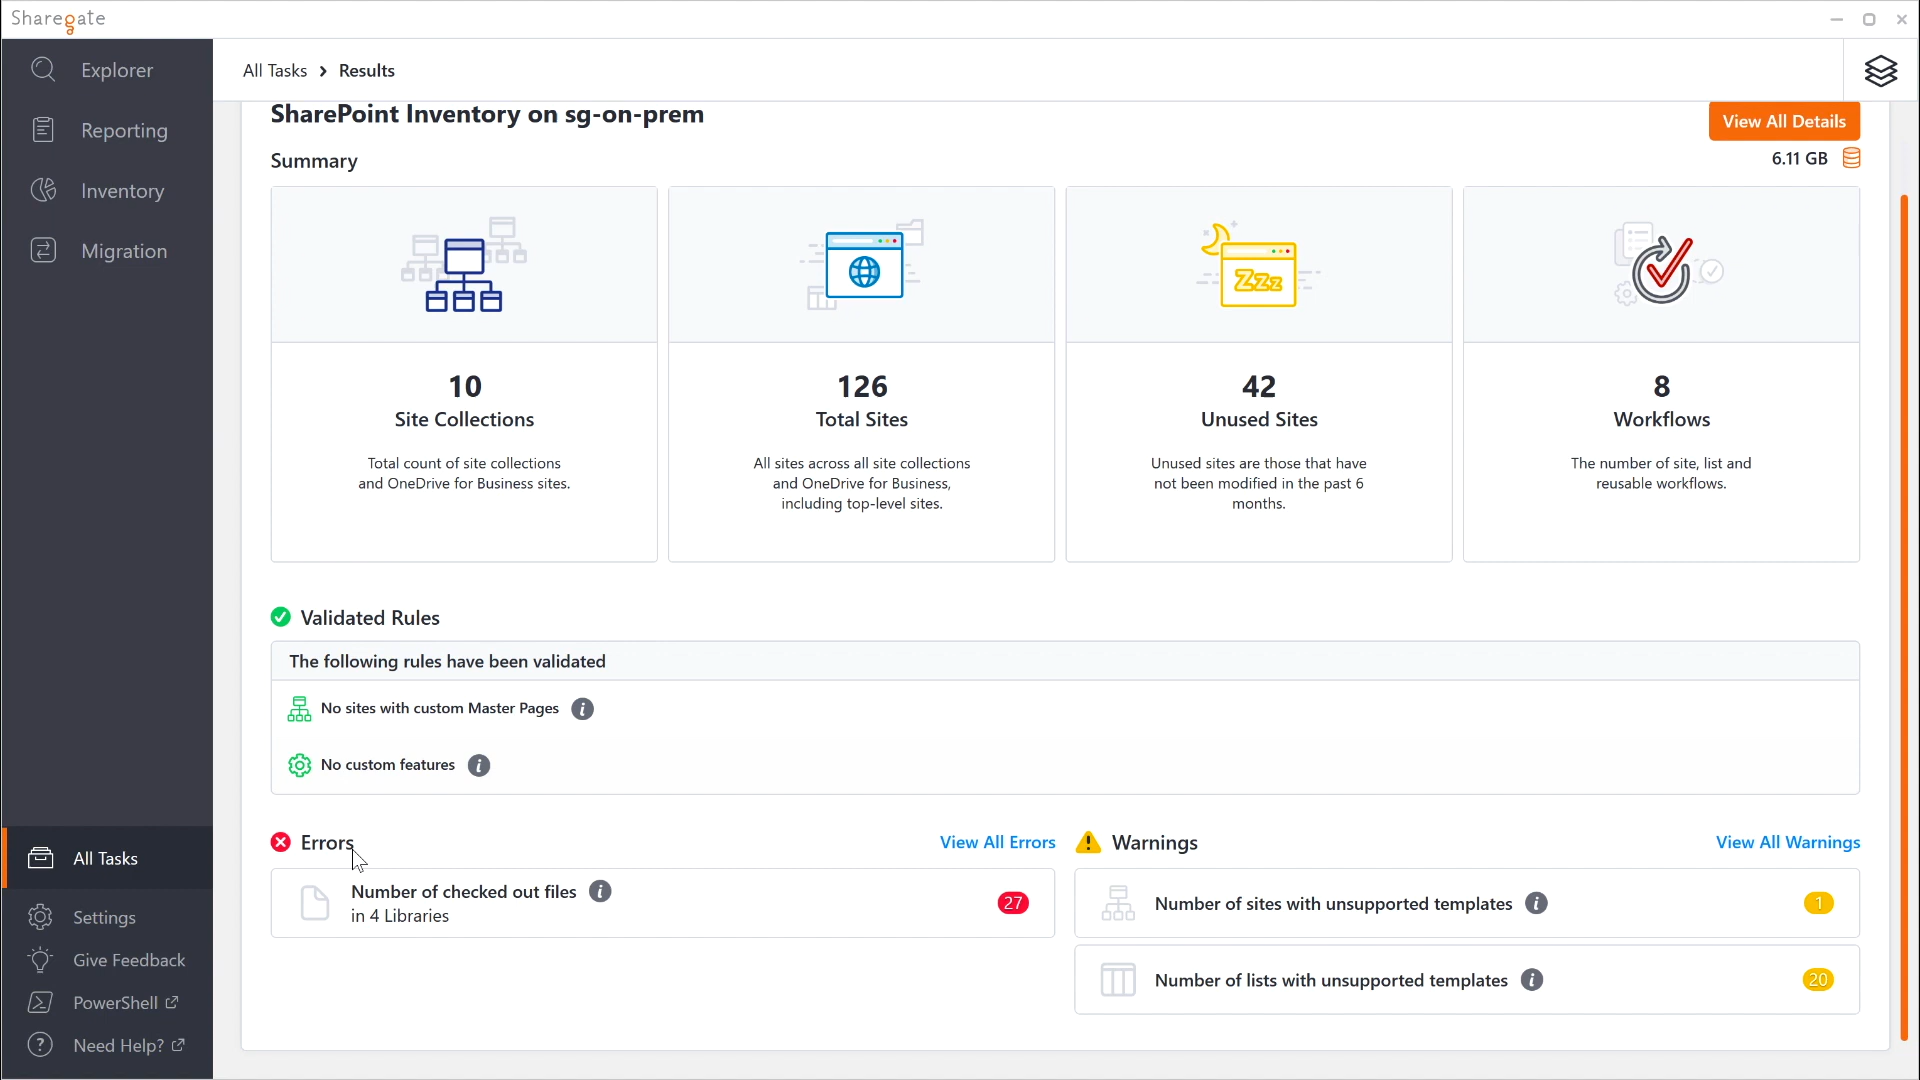 Sharegate
Explorer
Reporting
Inventory
Migration
All Tasks
Settings
Give Feedback
PowerShell
Need Help?
All Tasks > Results
SharePoint Inventory on sg-on-prem
View All Details
Summary
6.11 GB
10
Site Collections
Total count of site collections
and OneDrive for Business sites.
126
Total Sites
All sites across all site collections
and OneDrive for Business,
including top-level sites.
Zzz
42
Unused Sites
Unused sites are those that have
not been modified in the past 6
months.
8
Workflows
The number of site, list and
reusable workflows.
Validated Rules
The following rules have been validated
No sites with custom Master Pages
No custom features
Errors
View All Errors
Number of checked out files
in 4 Libraries
27
Warnings
View All Warnings
Number of sites with unsupported templates
1
Number of lists with unsupported templates
20